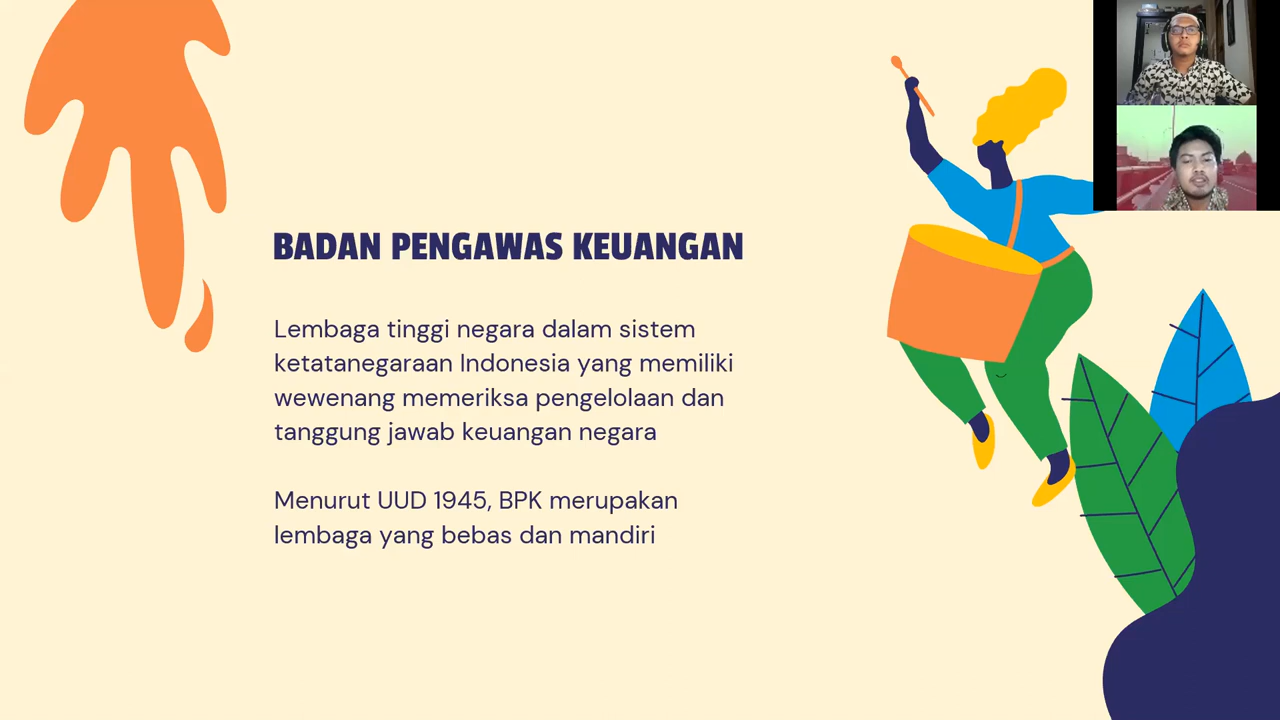 BADAN PENGAWAS KEUANGAN
Lembaga tinggi negara dalam sistem
ketatanegaraan Indonesia yang memiliki
wewenang memeriksa pengelolaan dan
tanggung jawab keuangan negara
Menurut UUD 1945, BPK merupakan
lembaga yang bebas dan mandiri